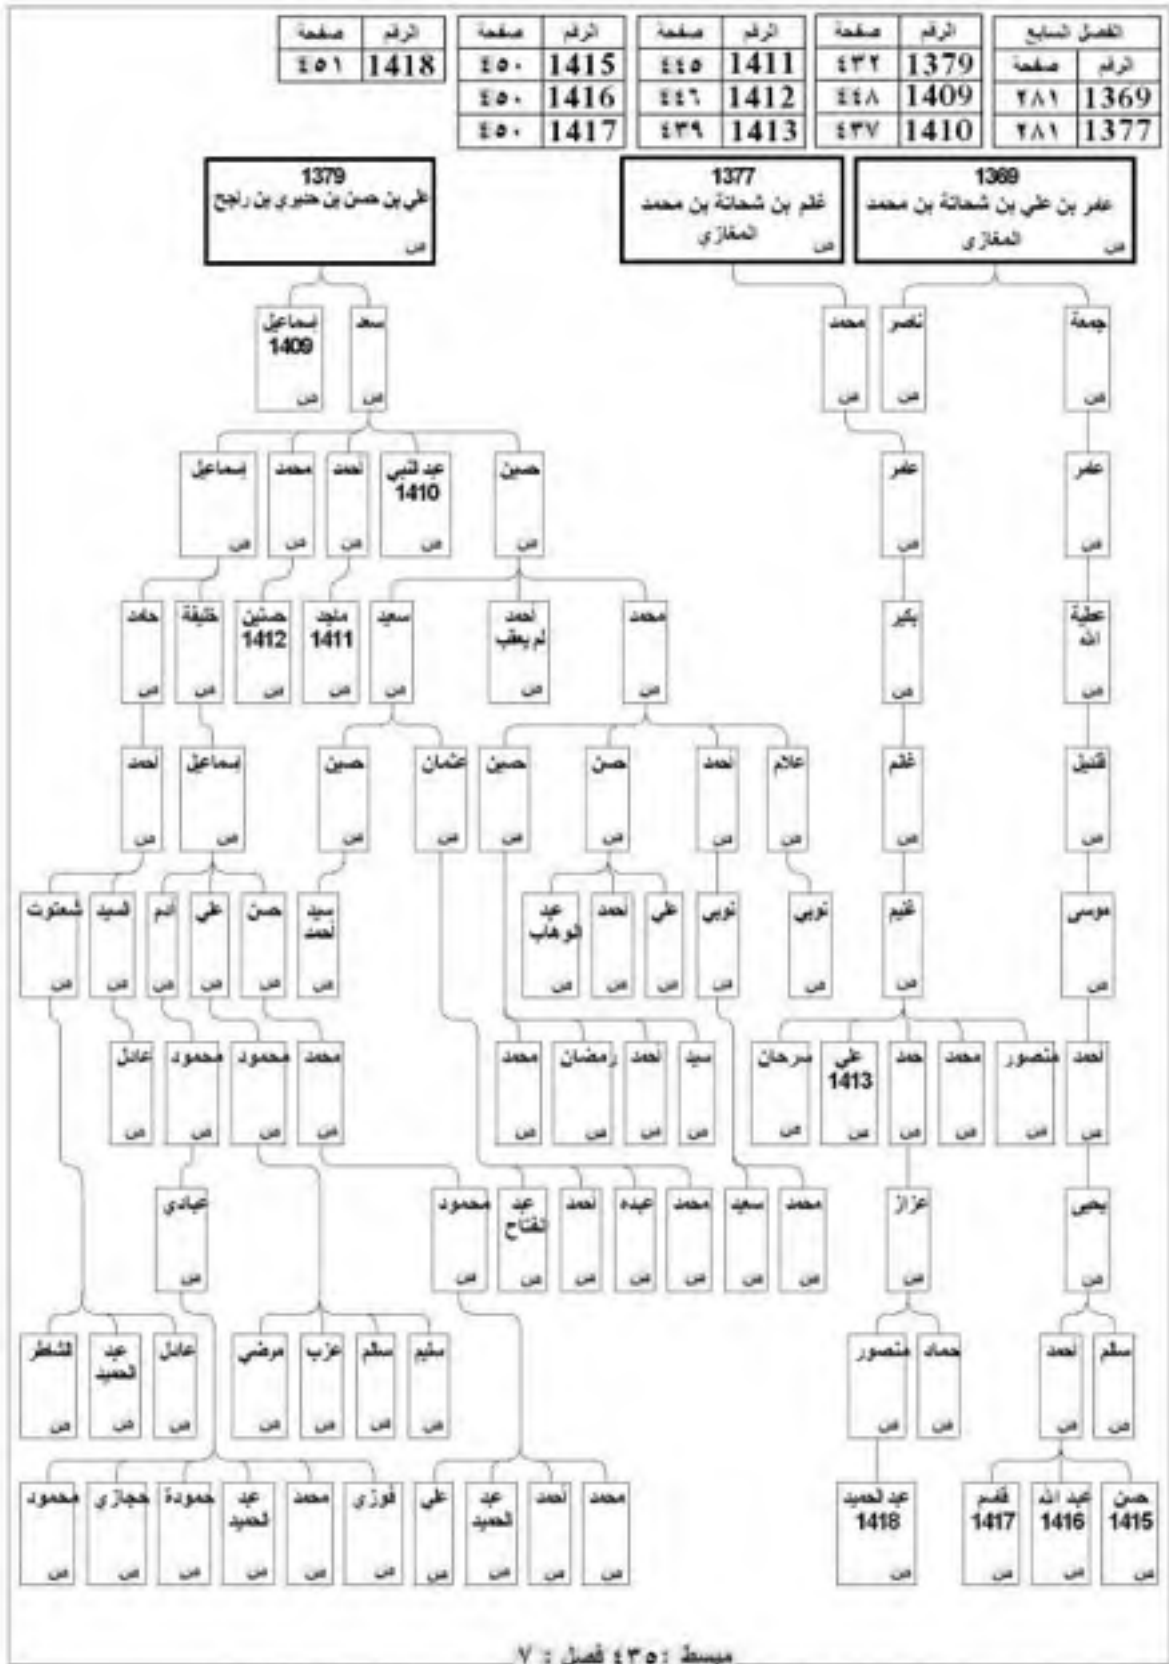 الفصل السابع
الرقم صفحة
1369 ٢٨١
1377 ٢٨١
الرقم صفحة
1379 ٤٣٢
1409 ٤٤٨
1410 ٤٣٧
الرقم صفحة
1411 ٤٤٥
1412 ٤٤٦
1413 ٤٣٩
الرقم صفحة
1415 ٤٥٠
1416 ٤٥٠
1417 ٤٥٠
الرقم صفحة
1418 ٤٥١
1369
عامر بن علي بن شحاتة بن محمد
المغازي
ص
1377
غانم بن شحاتة بن محمد
المغازي
ص
1379
علي بن حسن بن حنيري بن راجح
ص
جمعة ناصر محمد سعد إسماعيل
1409
ص ص ص ص ص
عامر عامر حسين عبد النبي أحمد محمد إسماعيل
1410
ص ص ص ص ص ص ص
عطية بكير محمد أحمد سعيد ماجد حسنين خليفة حامد
الله لم يعقب 1411 1412
ص ص ص ص ص ص ص ص ص
قنديل غانم علام أحمد حسن حسين عثمان حسين إسماعيل أحمد
ص ص ص ص ص ص ص ص ص ص
موسى غنيم نوبي نوبي علي أحمد عبد سيد حسن علي آدم السيد شعتوت
الوهاب أحمد
ص ص ص ص ص ص ص ص ص ص ص ص ص
أحمد منصور محمد حمد علي سرحان سيد أحمد رمضان محمد محمد محمود محمود عادل
1413
ص ص ص ص ص ص ص ص ص ص ص ص ص ص
يحيى عزاز محمد سعيد محمد عبده أحمد عبد محمود عبادي
الفتاح
ص ص ص ص ص ص ص ص ص ص
سالم أحمد حماد منصور سليم سالم عزب مرضي عادل عبد الشاطر
الحميد
ص ص ص ص ص ص ص ص ص ص ص
حسن عبد الله قاسم عبد الحميد محمد أحمد عبد علي فوزي محمد عبد حمودة حجازي محمود
1415 1416 1417 1418 الحميد الحميد
ص ص ص ص ص ص ص ص ص ص ص ص ص ص
مبسط : ٤٣٥ فصل : ٧